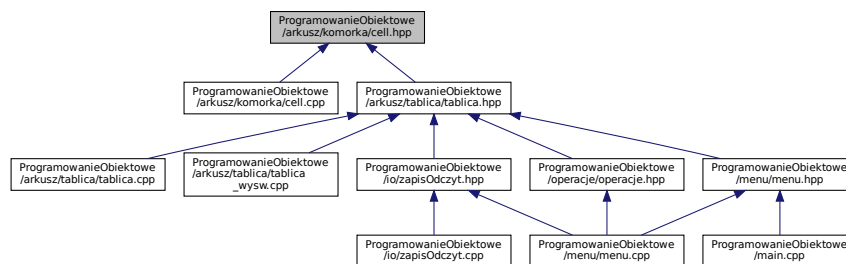 ProgramowanieObiektowe
/arkusz/komorka/cell.hpp
ProgramowanieObiektowe
/arkusz/komorka/cell.cpp
ProgramowanieObiektowe
/arkusz/tablica/tablica.hpp
ProgramowanieObiektowe
/arkusz/tablica/tablica.cpp
ProgramowanieObiektowe
/arkusz/tablica/tablica
_wysw.cpp
ProgramowanieObiektowe
/io/zapisOdczyt.hpp
ProgramowanieObiektowe
/operacje/operacje.hpp
ProgramowanieObiektowe
/menu/menu.hpp
ProgramowanieObiektowe
/io/zapisOdczyt.cpp
ProgramowanieObiektowe
/menu/menu.cpp
ProgramowanieObiektowe
/main.cpp